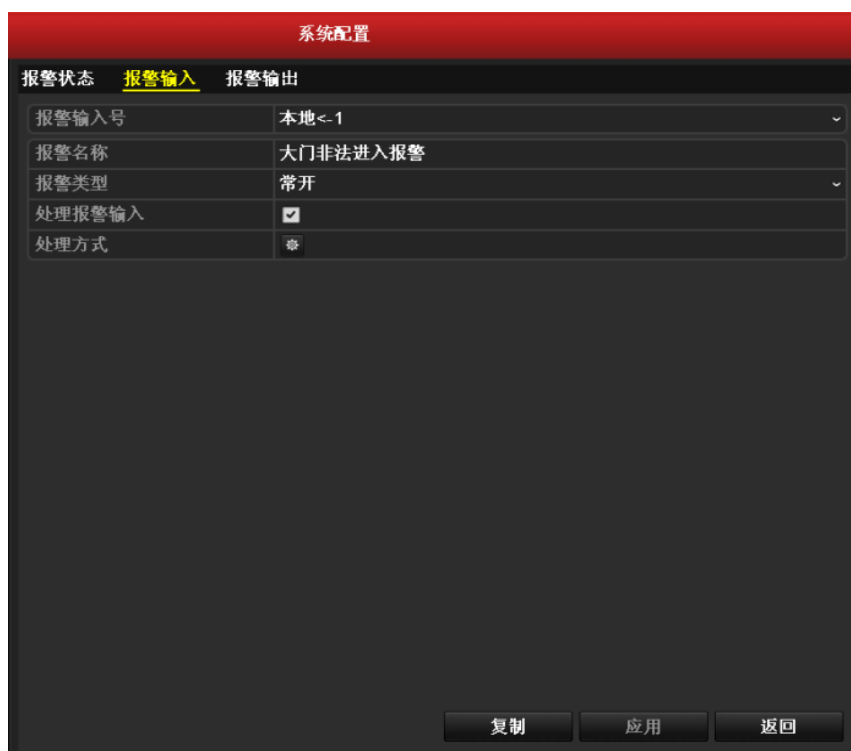 系统配置
报警状态 报警输入 报警输出
报警输入号 本地<-1
报警名称 大门非法进入报警
报警类型 常开
处理报警输入
处理方式
复制 应用 返回